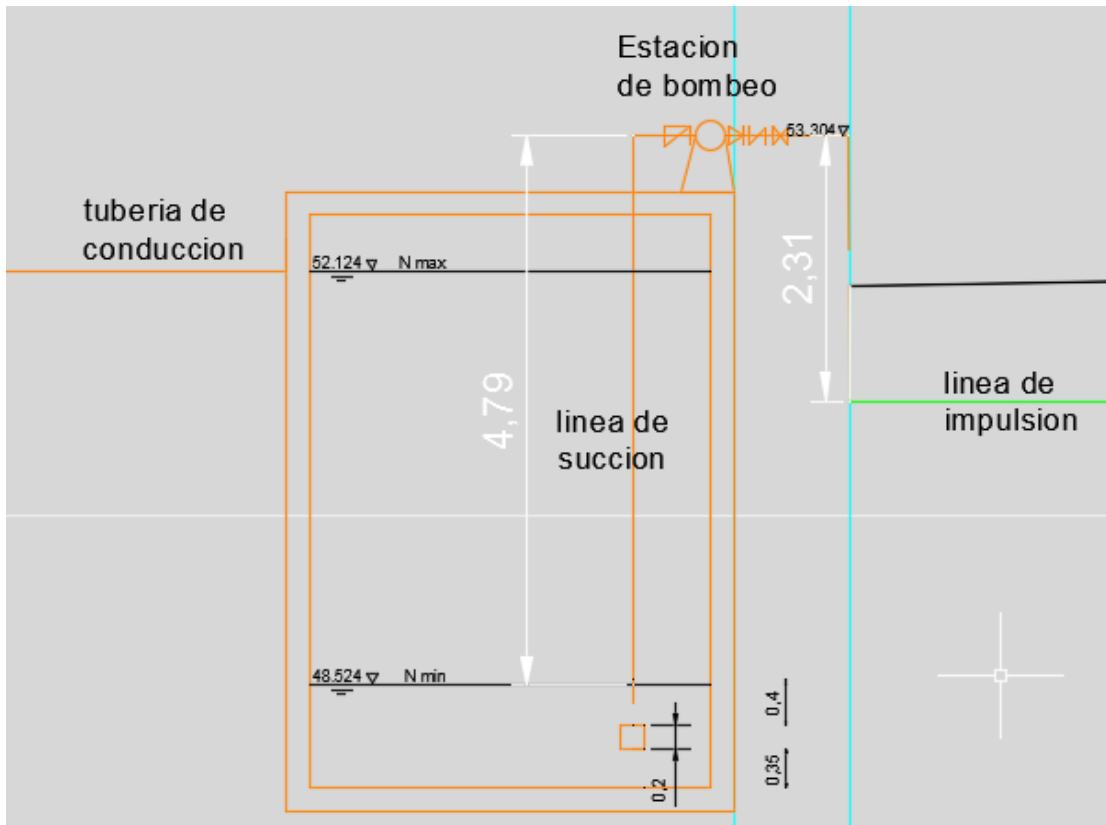 Estacion
de bombeo
53.304
tuberia de
conduccion
52.124 N max
2,31
4,79
linea de
succion
linea de
impulsion
48.524 N min
0,4
0,35
0,2